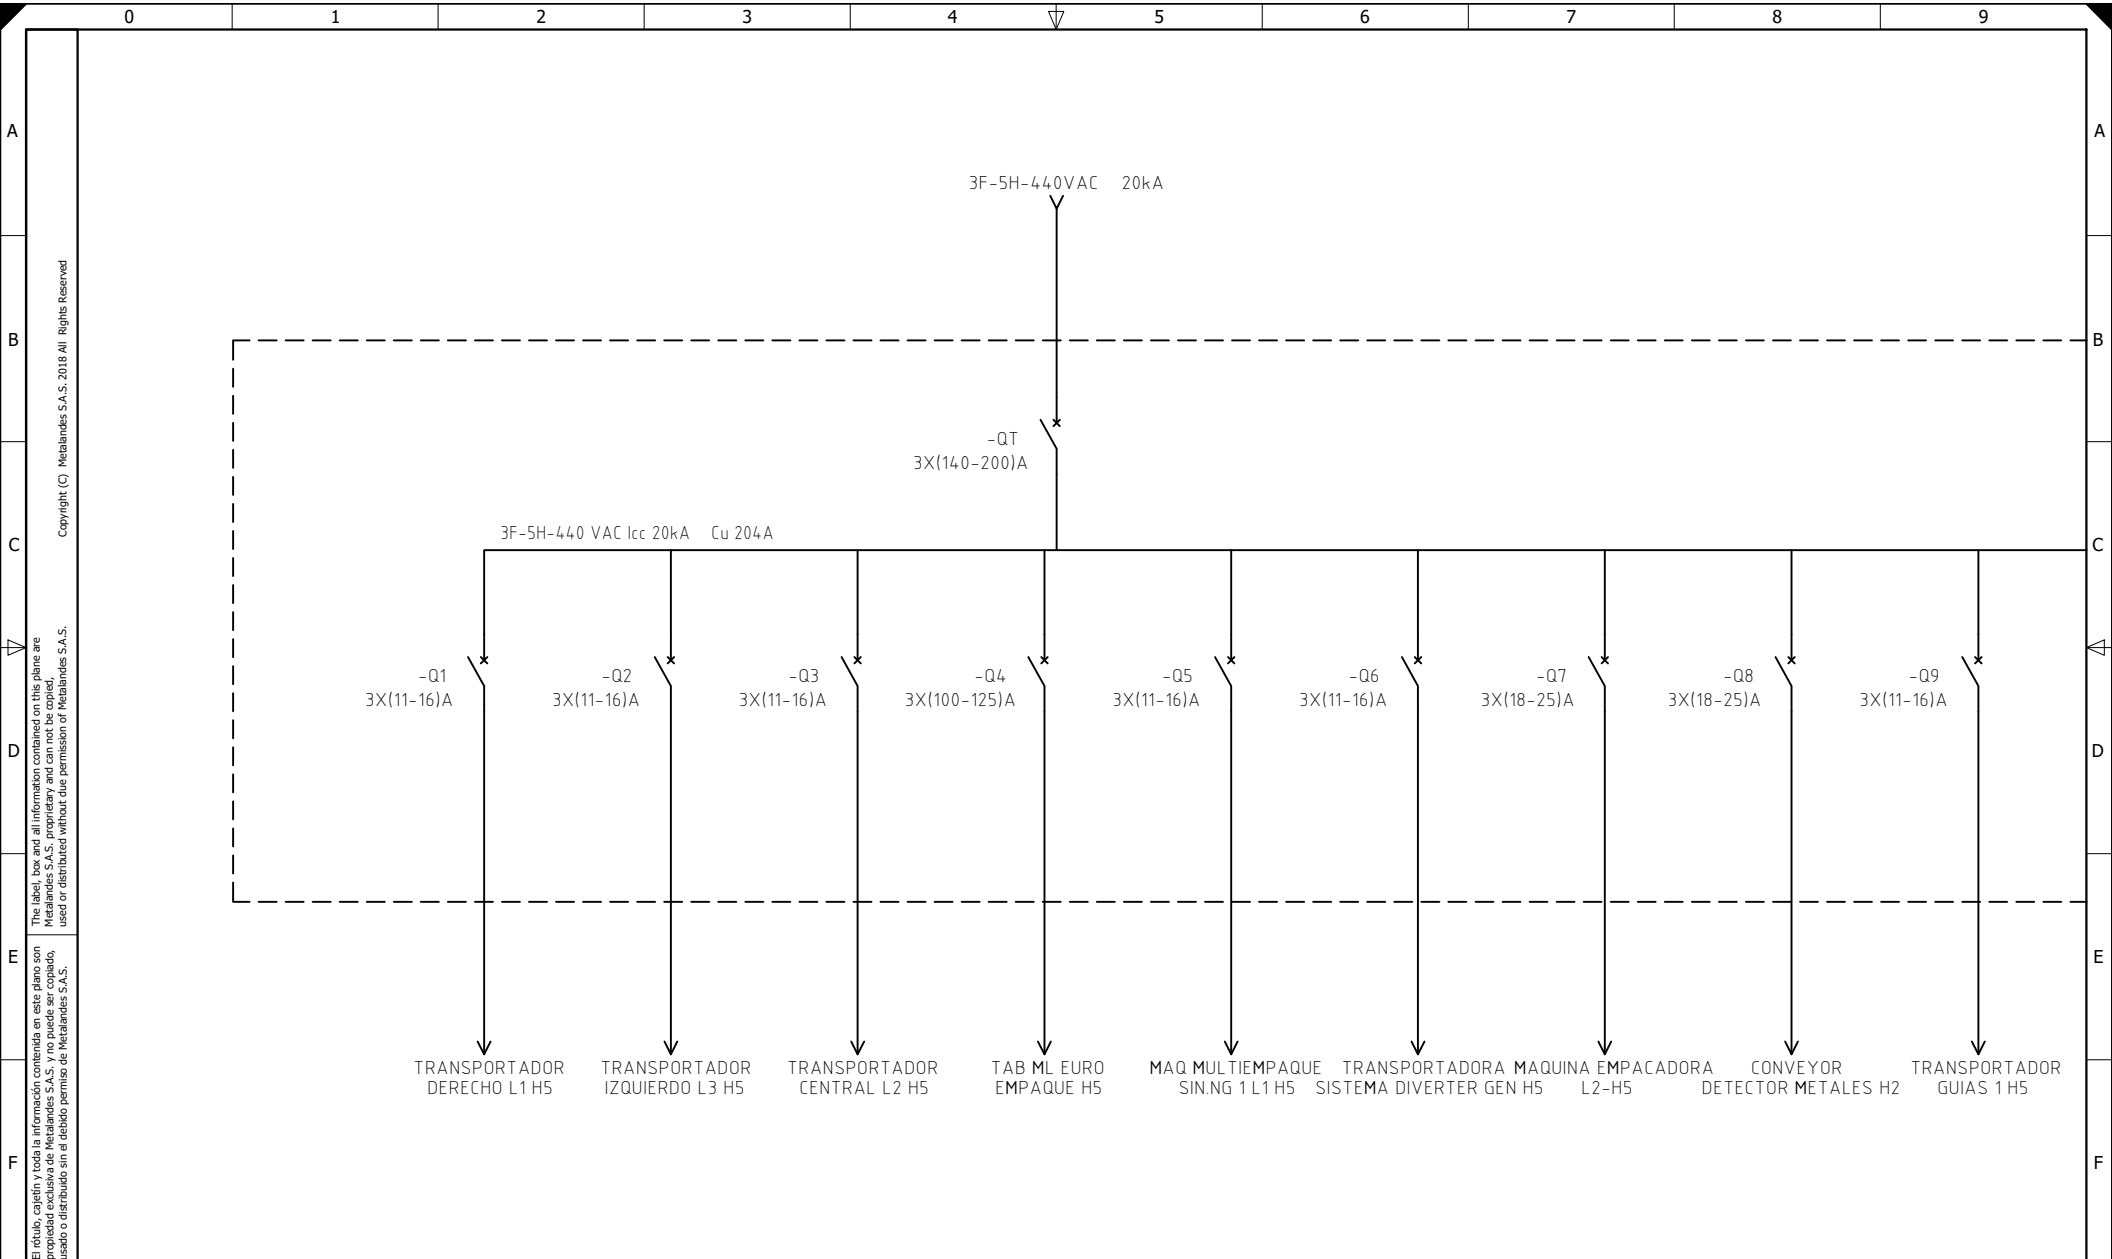 0 1 2 3 4 5 6 7 8 9
A A
3F-5H-440VAC 20kA
B B
-QT
3X(140-200)A
3F-5H-440 VAC Icc 20kA Cu 204A
C C
-Q1 -Q2 -Q3 -Q4 -Q5 -Q6 -Q7 -Q8 -Q9
3X(11-16)A 3X(11-16)A 3X(11-16)A 3X(100-125)A 3X(11-16)A 3X(11-16)A 3X(18-25)A 3X(18-25)A 3X(11-16)A
D D
E E
TRANSPORTADOR
DERECHO L1 H5
TRANSPORTADOR
IZQUIERDO L3 H5
TRANSPORTADOR
CENTRAL L2 H5
TAB ML EURO
EMPAQUE H5
MAQ MULTIEMPAQUE
SIN.NG 1 L1 H5
TRANSPORTADORA
SISTEMA DIVERTER GEN H5
MAQUINA EMPACADORA
L2-H5
CONVEYOR
DETECTOR METALES H2
TRANSPORTADOR
GUIAS 1 H5
F F
Copyright (C) Metalandes S.A.S. 2018 All Rights Reserved
The label, box and all information contained on this plane are
Metalandes S.A.S. proprietary and can not be copied,
used or distributed without due permission of Metalandes S.A.S.
El rótulo, cajetín y toda la información contenida en este plano son
propiedad exclusiva de Metalandes S.A.S. y no puede ser copiado,
usado o distribuido sin el debido permiso de Metalandes S.A.S.